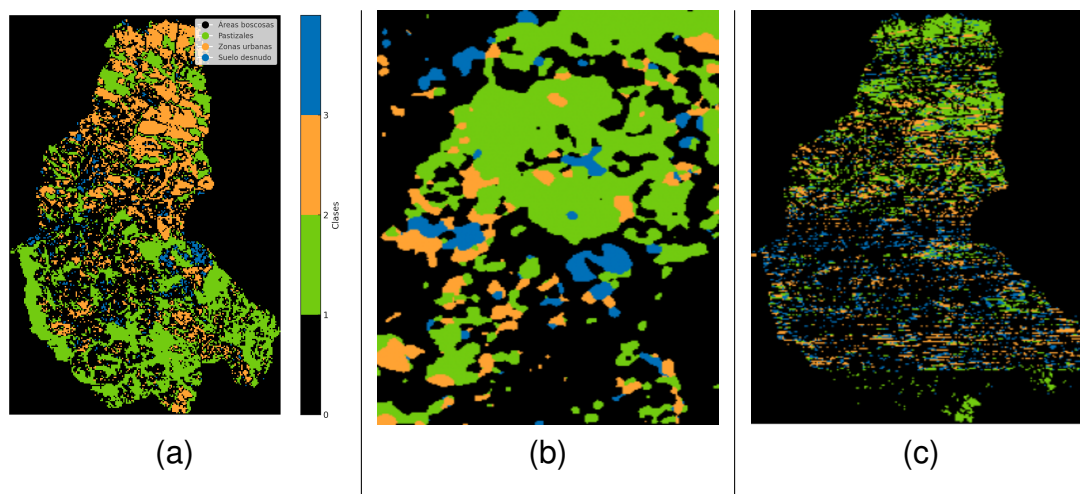 Áreas boscosas
Pastizales
Zonas urbanas
Suelo desnudo
3
2
1
0
Clases
(a)
(b)
(c)